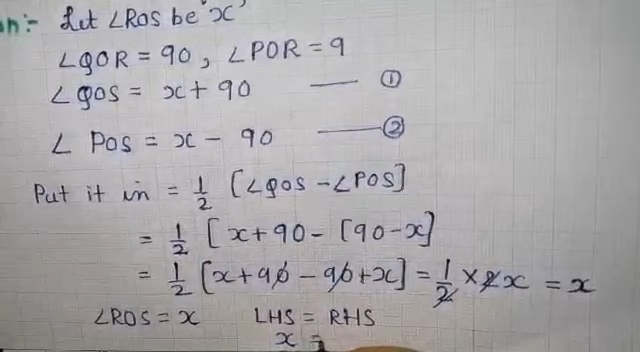 n:- Let ∠ROS be "x"
∠QOR = 90, ∠POR = 9
∠QOS = x + 90 —— ①
∠ POS = x - 90 —— ②
Put it in = 1/2 [∠QOS - ∠POS]
= 1/2 [x + 90 - [90 - x]
= 1/2 [x + 90 - 90 + x] = 1/2 × 2x = x
∠ROS = x LHS = RHS
x =